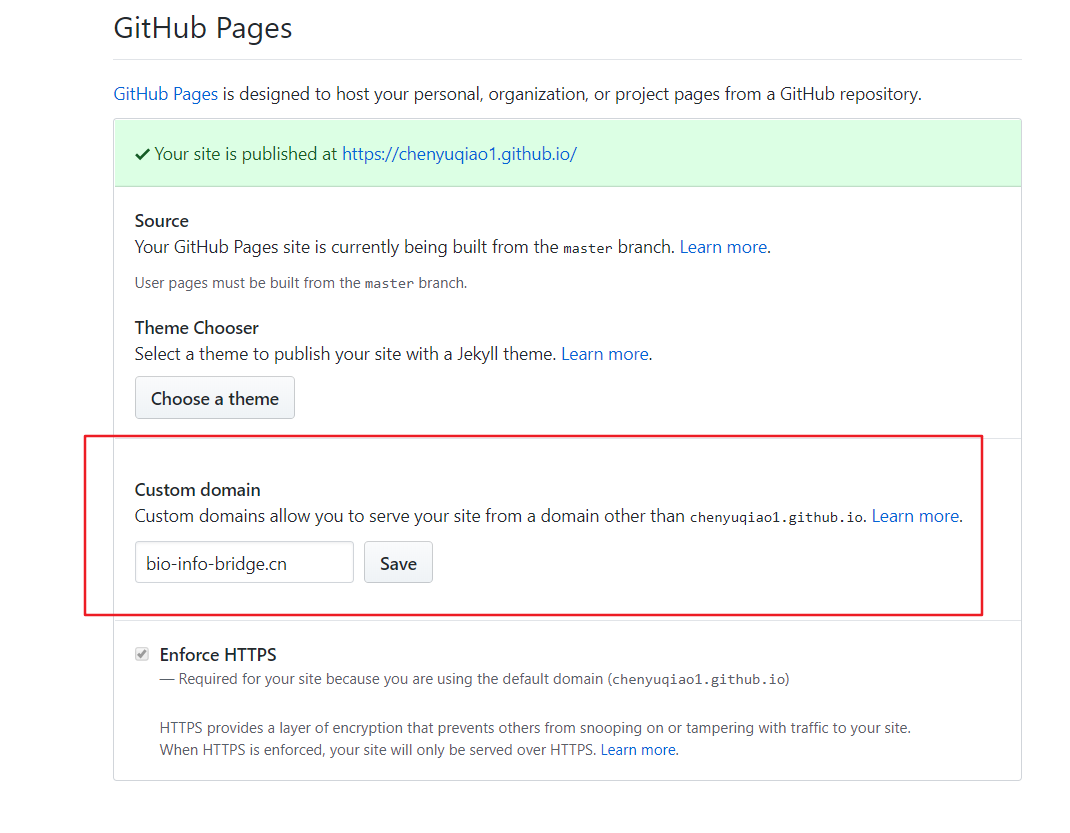 GitHub Pages
GitHub Pages is designed to host your personal, organization, or project pages from a GitHub repository.
Your site is published at https://chenyuqiao1.github.io/
Source
Your GitHub Pages site is currently being built from the master branch. Learn more.
User pages must be built from the master branch.
Theme Chooser
Select a theme to publish your site with a Jekyll theme. Learn more.
Choose a theme
Custom domain
Custom domains allow you to serve your site from a domain other than chenyuqiao1.github.io. Learn more.
bio-info-bridge.cn Save
Enforce HTTPS
— Required for your site because you are using the default domain (chenyuqiao1.github.io)
HTTPS provides a layer of encryption that prevents others from snooping on or tampering with traffic to your site.
When HTTPS is enforced, your site will only be served over HTTPS. Learn more.